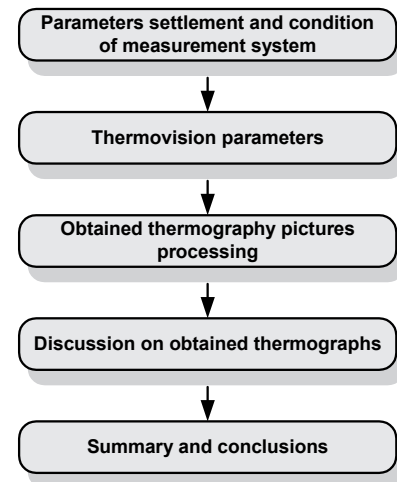 Parameters settlement and condition
of measurement system
Thermovision parameters
Obtained thermography pictures
processing
Discussion on obtained thermographs
Summary and conclusions